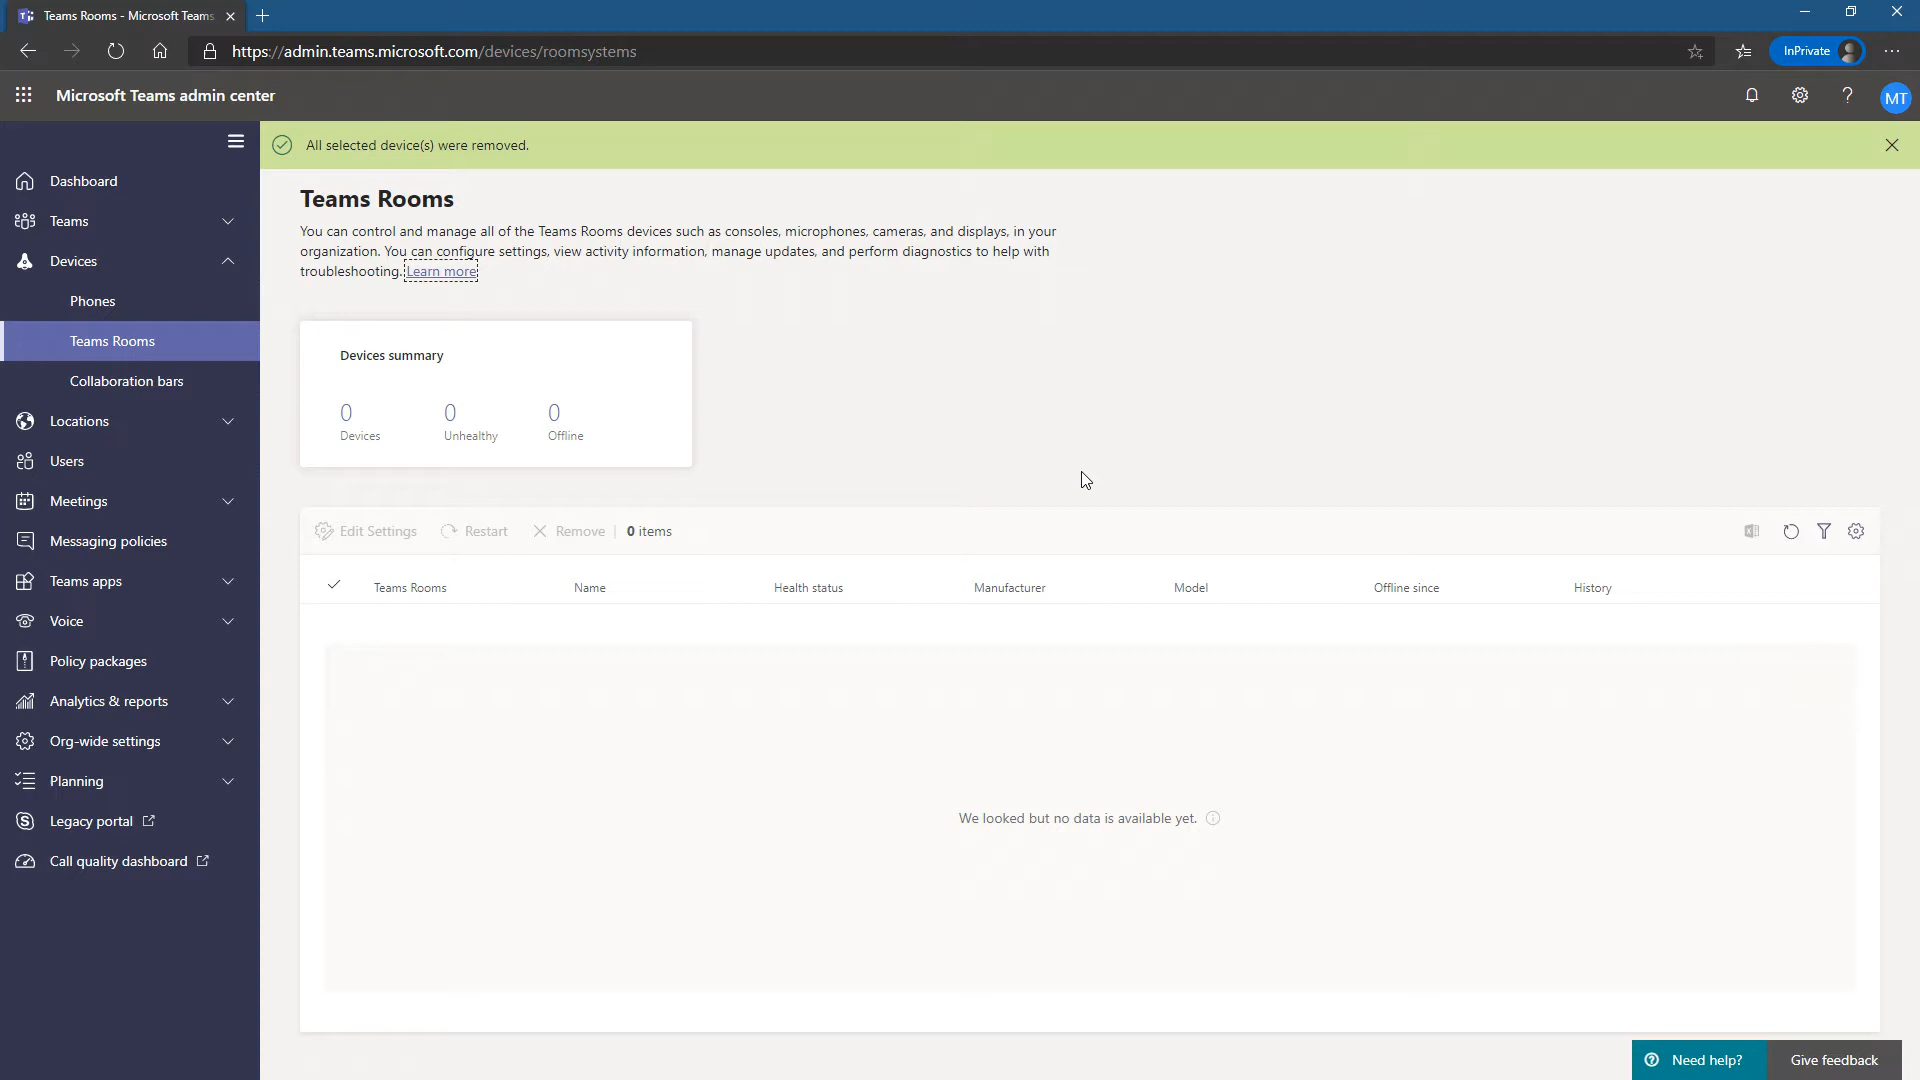 Teams Rooms - Microsoft Teams
https://admin.teams.microsoft.com/devices/roomsystems
InPrivate
Microsoft Teams admin center
?
MT
All selected device(s) were removed.
Dashboard
Teams
Devices
Phones
Teams Rooms
Collaboration bars
Locations
Users
Meetings
Messaging policies
Teams apps
Voice
Policy packages
Analytics & reports
Org-wide settings
Planning
Legacy portal
Call quality dashboard
Teams Rooms
You can control and manage all of the Teams Rooms devices such as consoles, microphones, cameras, and displays, in your
organization. You can configure settings, view activity information, manage updates, and perform diagnostics to help with
troubleshooting. Learn more
Devices summary
0 0 0
Devices Unhealthy Offline
Edit Settings Restart Remove | 0 items
Teams Rooms Name Health status Manufacturer Model Offline since History
We looked but no data is available yet.
Need help? Give feedback